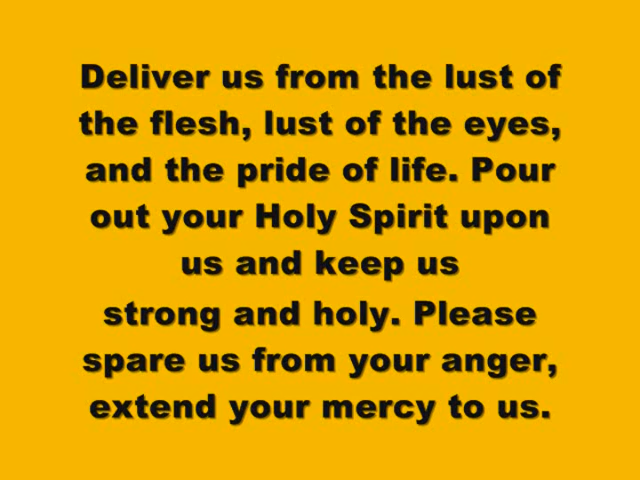 Deliver us from the lust of
the flesh, lust of the eyes,
and the pride of life. Pour
out your Holy Spirit upon
us and keep us
strong and holy. Please
spare us from your anger,
extend your mercy to us.